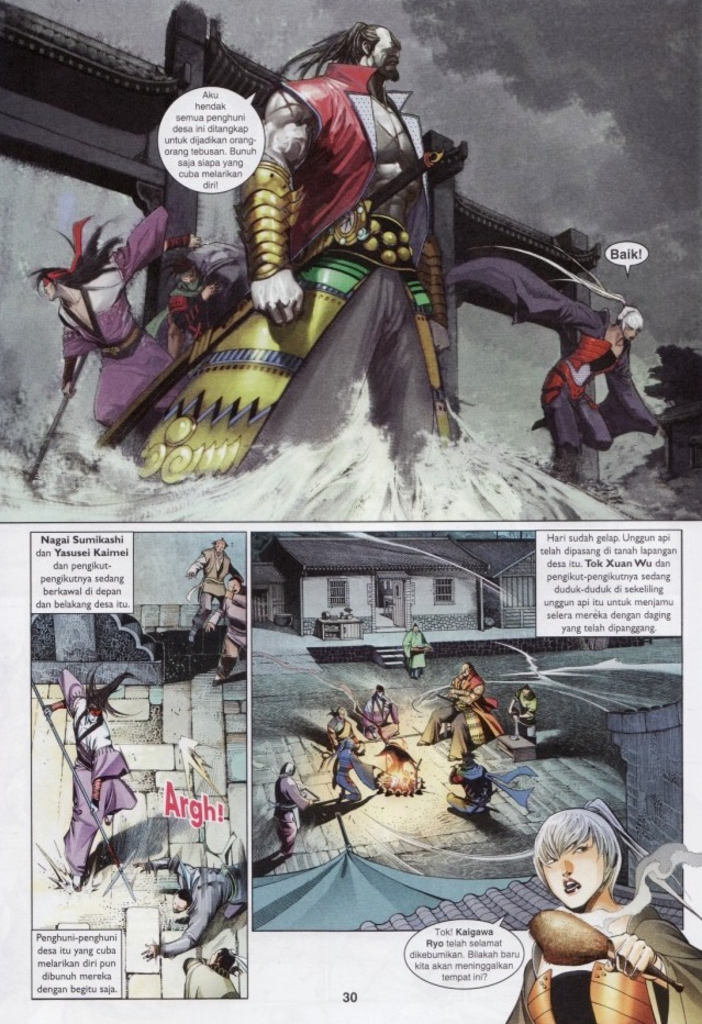 Aku
hendak
semua penghuni
desa ini ditangkap
untuk dijadikan orang-
orang tebusan. Bunuh
saja siapa yang
cuba melarikan
diri!
Baik!
Nagai Sumikashi
dan Yasusei Kaimei
dan pengikut-
pengikutnya sedang
berkawal di depan
dan belakang desa itu.
Argh!
Penghuni-penghuni
desa itu yang cuba
melarikan diri pun
dibunuh mereka
dengan begitu saja.
Hari sudah gelap. Unggun api
telah dipasang di tanah lapangan
desa itu. Tok Xuan Wu dan
pengikut-pengikutnya sedang
duduk-duduk di sekeliling
unggun api itu untuk menjamu
selera mereka dengan daging
yang telah dipanggang.
Tok! Kaigawa
Ryo telah selamat
dikebumikan. Bilakah baru
kita akan meninggalkan
tempat ini?
30